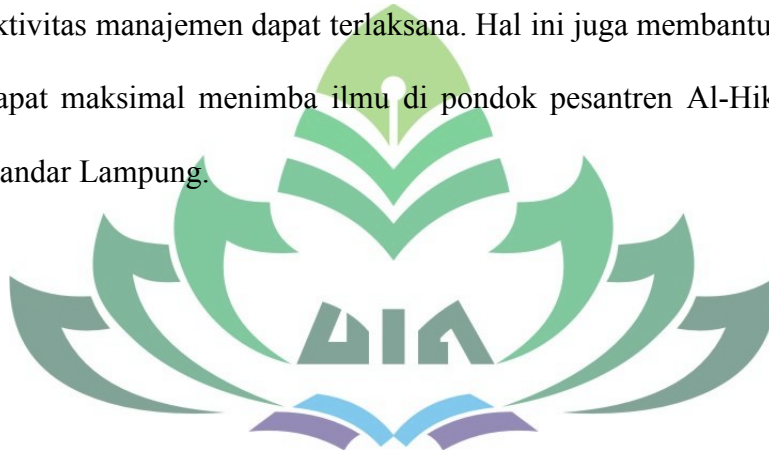 ktivitas manajemen dapat terlaksana. Hal ini juga membantu
apat maksimal menimba ilmu di pondok pesantren Al-Hik
andar Lampung.
UIN